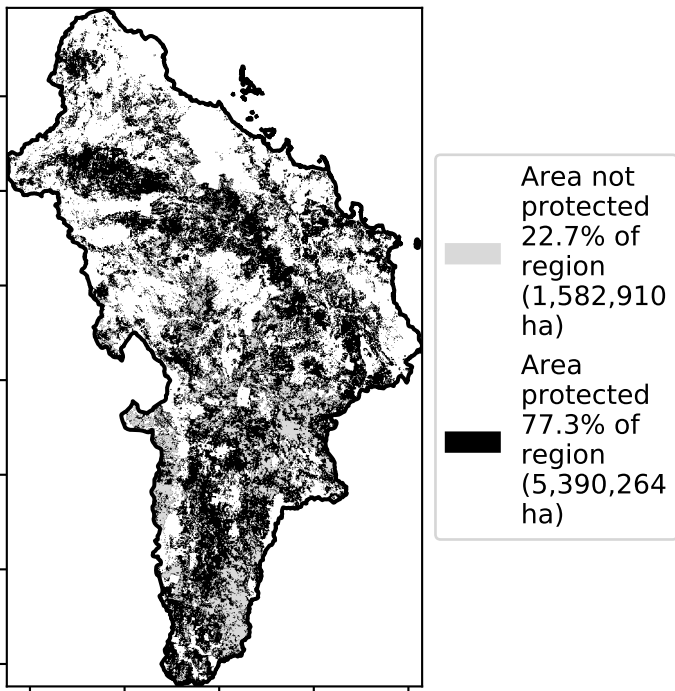 Area not
protected
22.7% of
region
(1,582,910
ha)
Area
protected
77.3% of
region
(5,390,264
ha)